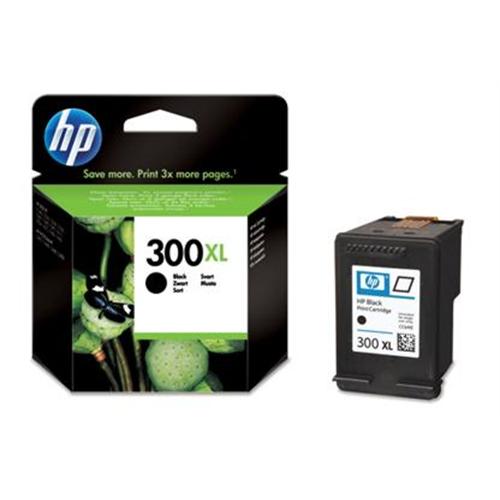 hp
Save more. Print 3x more pages.¹
300XL
Black Svart
Zwart Musta
Sort
hp
HP Black
Print Cartridge
300 XL